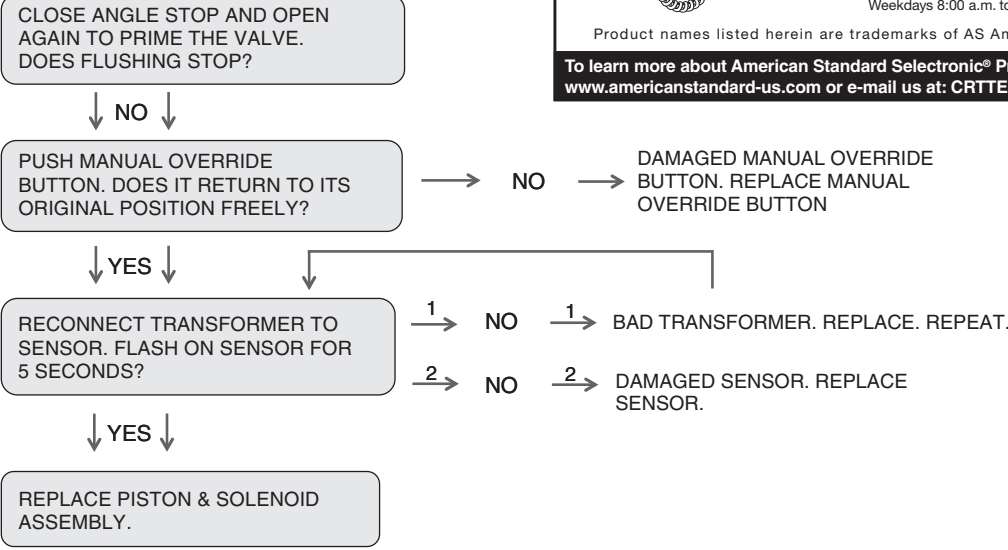 CLOSE ANGLE STOP AND OPEN
AGAIN TO PRIME THE VALVE.
DOES FLUSHING STOP?
Weekdays 8:00 a.m. to
Product names listed herein are trademarks of AS Am
To learn more about American Standard Selectronic® P
www.americanstandard-us.com or e-mail us at: CRTTE
NO
PUSH MANUAL OVERRIDE
BUTTON. DOES IT RETURN TO ITS
ORIGINAL POSITION FREELY?
NO
DAMAGED MANUAL OVERRIDE
BUTTON. REPLACE MANUAL
OVERRIDE BUTTON
YES
RECONNECT TRANSFORMER TO
SENSOR. FLASH ON SENSOR FOR
5 SECONDS?
1 NO 1 BAD TRANSFORMER. REPLACE. REPEAT.
2 NO 2 DAMAGED SENSOR. REPLACE
SENSOR.
YES
REPLACE PISTON & SOLENOID
ASSEMBLY.